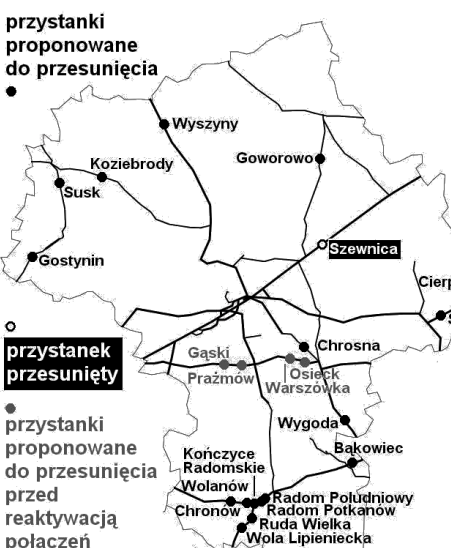 przystanki
proponowane
do przesunięcia
Wyszyny
Goworowo
Koziebrody
Susk
Gostynin
Szewnica
Cierp
S
przystanek
przesunięty
Chrosna
Gąski
Prażmów
Osieck
Warszówka
przystanki
proponowane
do przesunięcia
przed
reaktywacją
połączeń
Wygoda
Bąkowiec
Kończyce
Radomskie
Wolanów
Chronów
Radom Poludniowy
Radom Potkanów
Ruda Wielka
Wola Lipieniecka